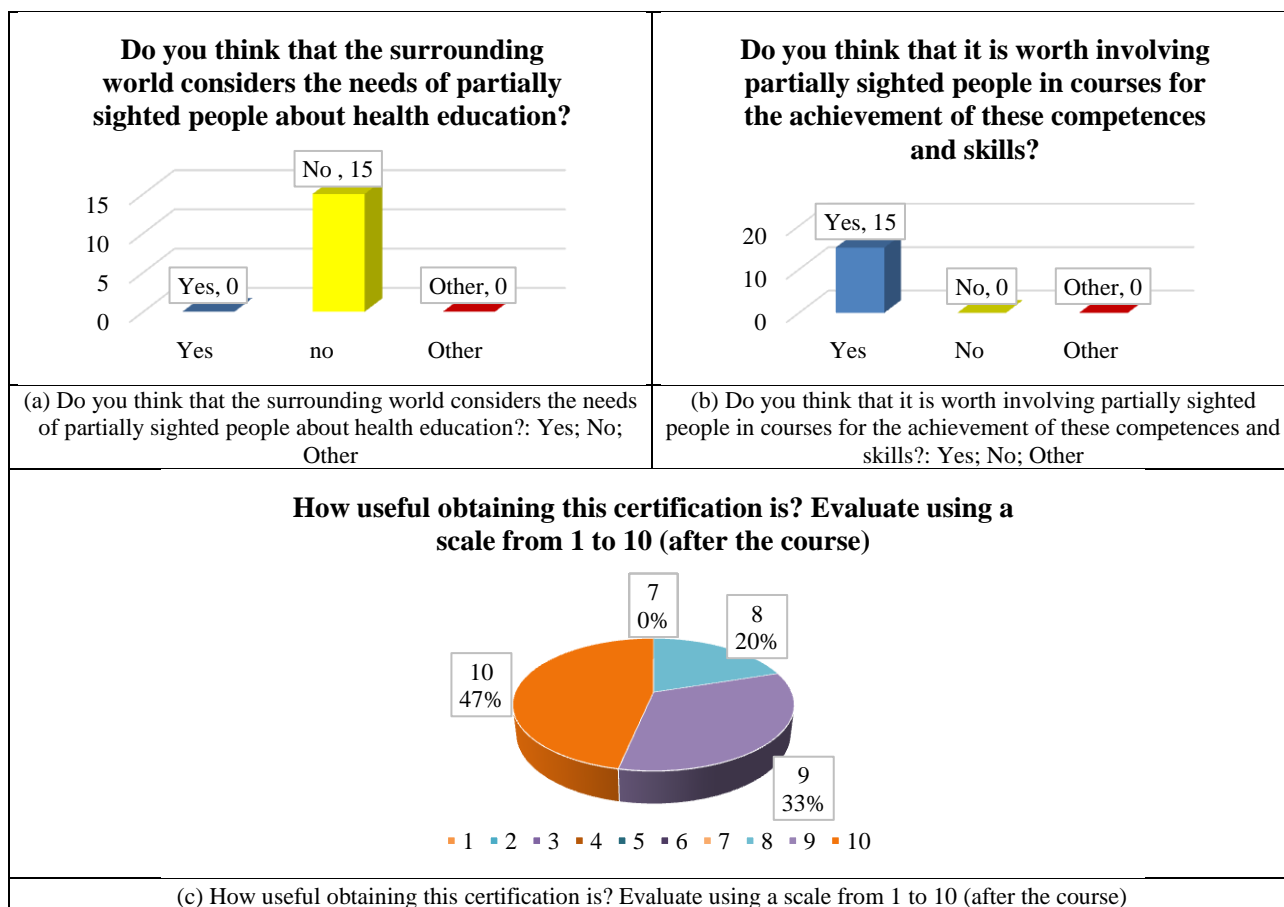 Do you think that the surrounding
world considers the needs of partially
sighted people about health education?
No , 15
15
10
5
0
Yes, 0
Other, 0
Yes
no
Other
(a) Do you think that the surrounding world considers the needs
of partially sighted people about health education?: Yes; No;
Other
Do you think that it is worth involving
partially sighted people in courses for
the achievement of these competences
and skills?
Yes, 15
20
10
0
No, 0
Other, 0
Yes
No
Other
(b) Do you think that it is worth involving partially sighted
people in courses for the achievement of these competences and
skills?: Yes; No; Other
How useful obtaining this certification is? Evaluate using a
scale from 1 to 10 (after the course)
7
0%
8
20%
10
47%
9
33%
1 2 3 4 5 6 7 8 9 10
(c) How useful obtaining this certification is? Evaluate using a scale from 1 to 10 (after the course)